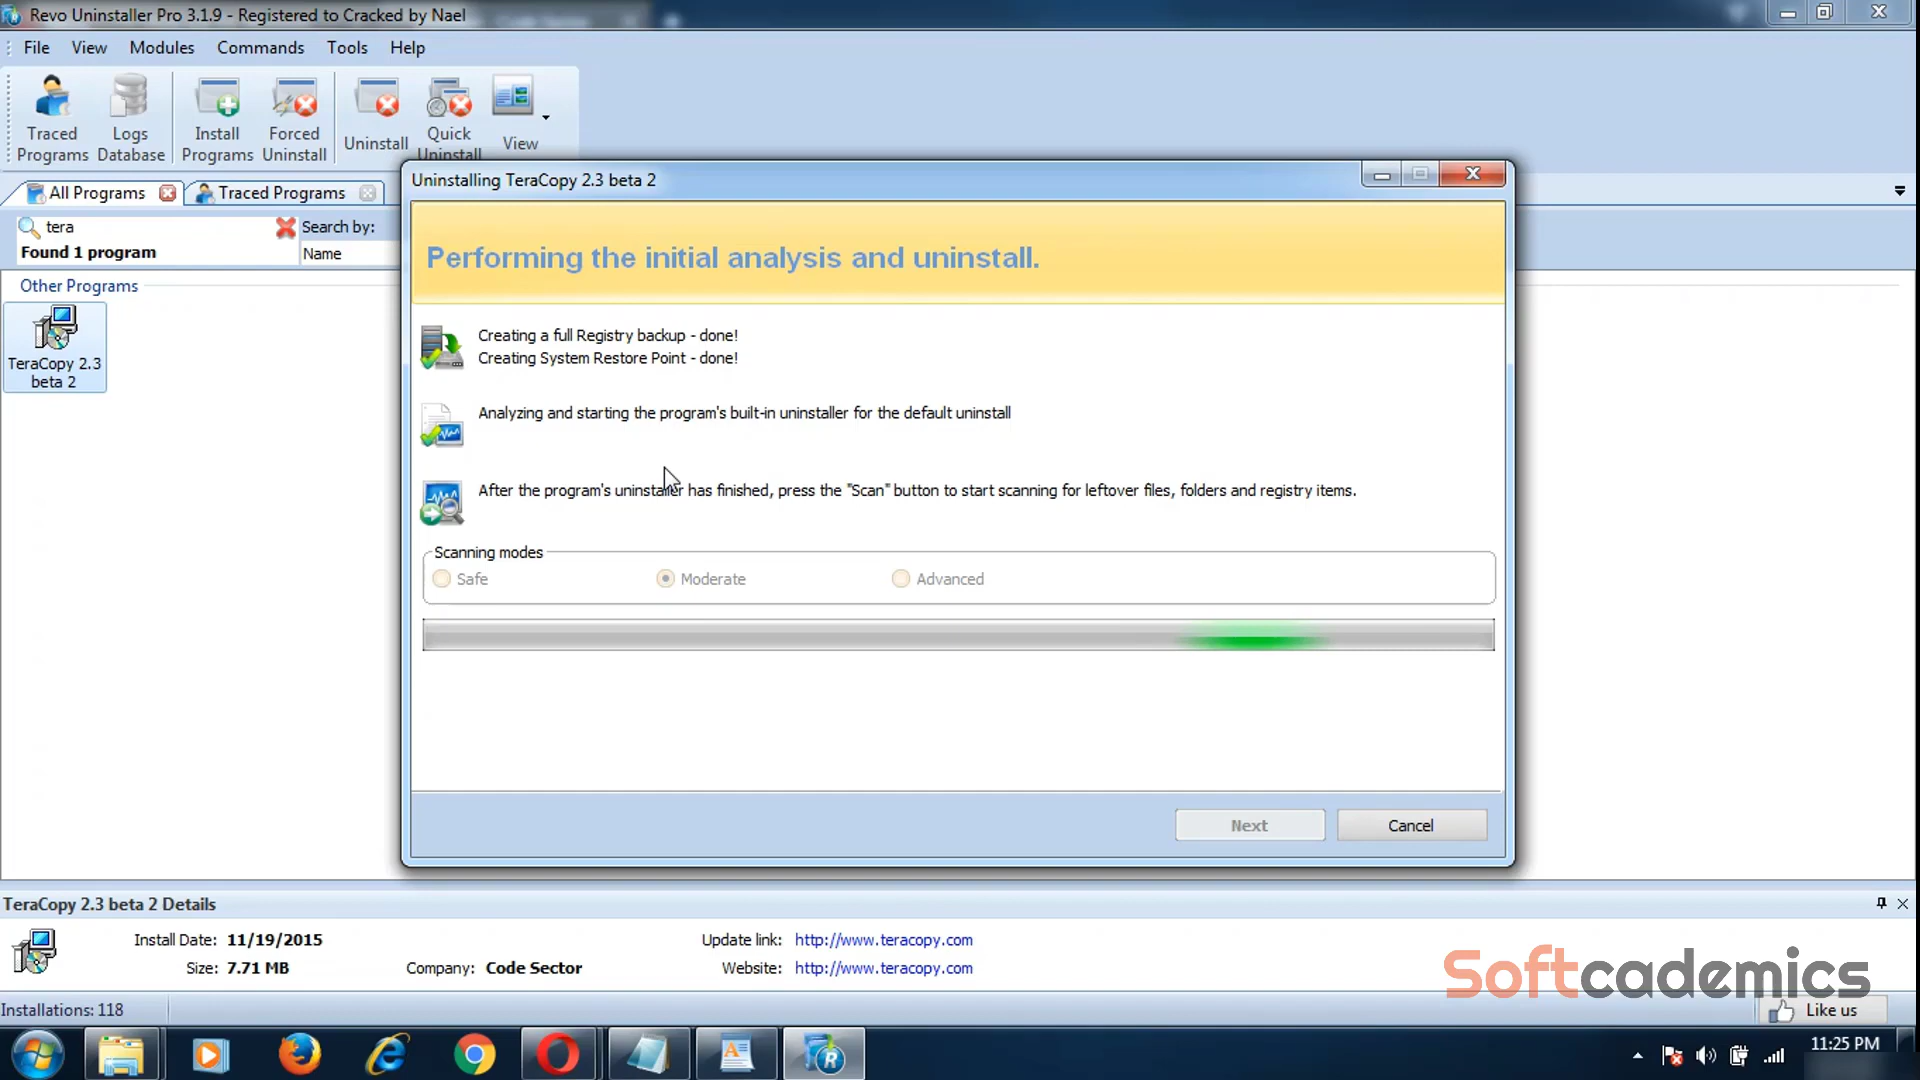 Revo Uninstaller Pro 3.1.9 - Registered to Cracked by Nael
File View Modules Commands Tools Help
Traced Programs
Logs Database
Install Programs
Forced Uninstall
Uninstall
Quick Uninstall
View
All Programs
Traced Programs
tera
Search by:
Found 1 program
Name
Other Programs
TeraCopy 2.3
beta 2
Uninstalling TeraCopy 2.3 beta 2
Performing the initial analysis and uninstall.
Creating a full Registry backup - done!
Creating System Restore Point - done!
Analyzing and starting the program's built-in uninstaller for the default uninstall
After the program's uninstaller has finished, press the "Scan" button to start scanning for leftover files, folders and registry items.
Scanning modes
Safe
Moderate
Advanced
Next
Cancel
TeraCopy 2.3 beta 2 Details
Install Date: 11/19/2015
Update link: http://www.teracopy.com
Size: 7.71 MB
Company: Code Sector
Website: http://www.teracopy.com
Softcademics
Installations: 118
Like us
11:25 PM